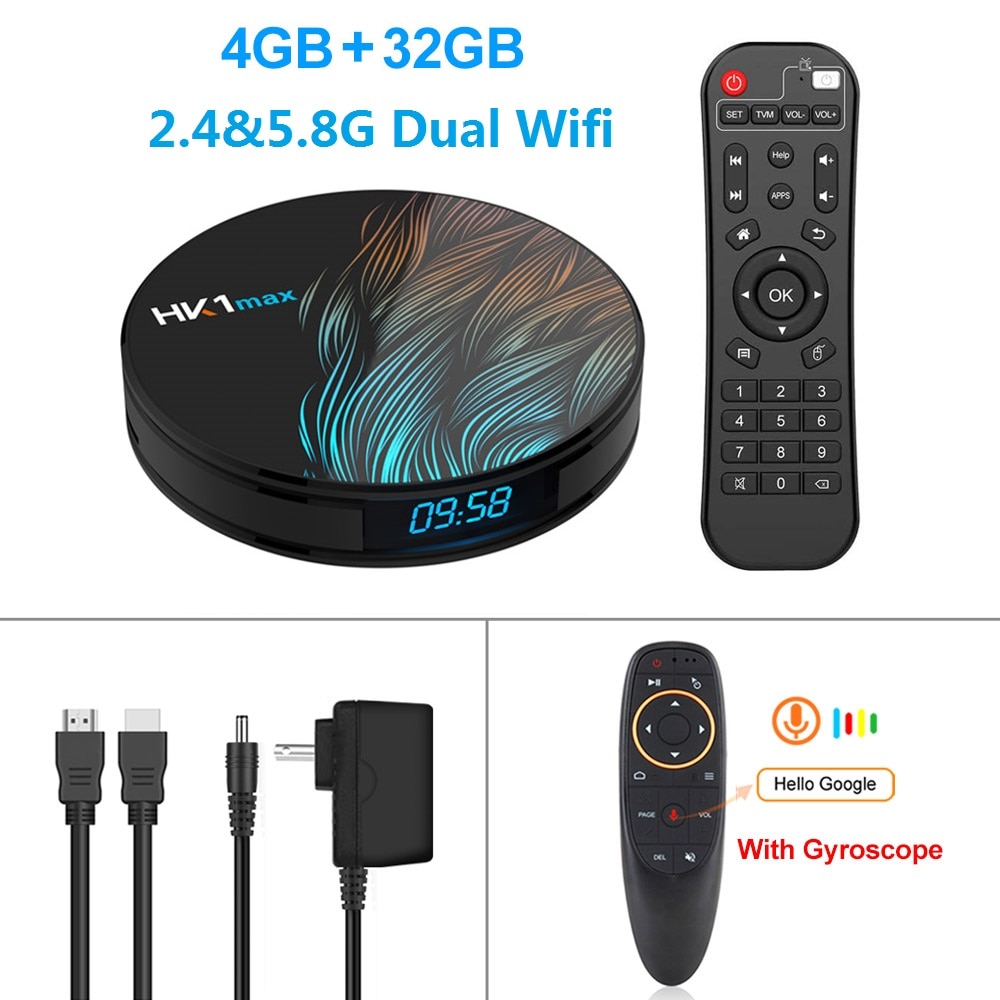 4GB+32GB
2.4&5.8G Dual Wifi
HK1max
09:58
SET TVM VOL- VOL+
Help
APPS
OK
1 2 3
4 5 6
7 8 9
0
Hello Google
PAGE VOL
With Gyroscope
DEL